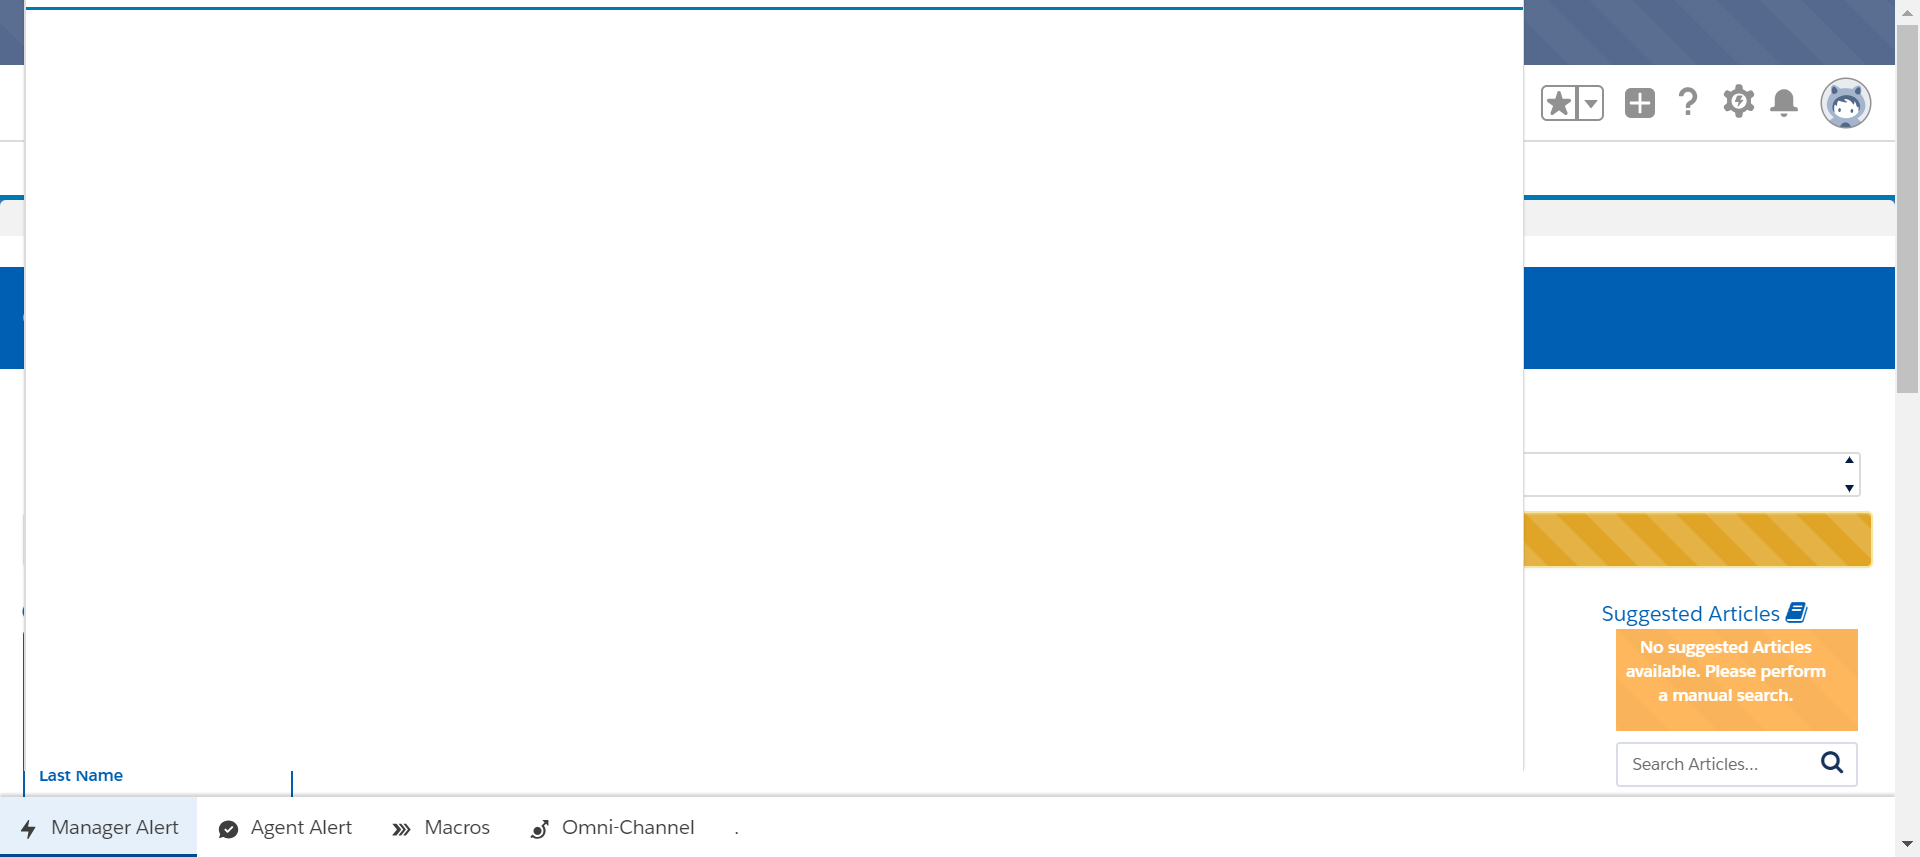 Suggested Articles
No suggested Articles
available. Please perform
a manual search.
Search Articles...
Last Name
Manager Alert
Agent Alert
Macros
Omni-Channel
.